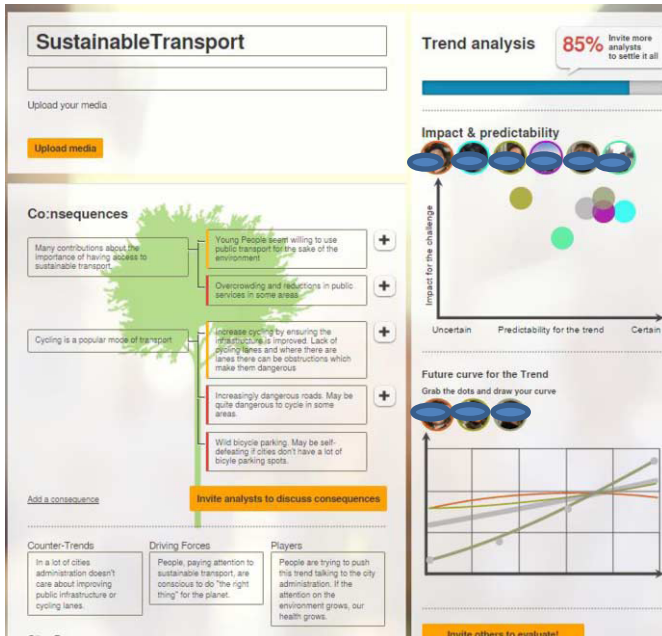 SustainableTransport
Upload your media
Upload media
Co:nsequences
Many contributions about the
importance of having access to
sustainable transport.
Young People seem willing to use
public transport for the sake of the
environment
Overcrowding and reductions in public
services in some areas
Cycling is a popular mode of transport
Increase cycling by ensuring the
infrastructure is improved. Lack of
cycling lanes and where there are
lanes there can be obstructions which
make them dangerous
Increasingly dangerous roads. May be
quite dangerous to cycle in some
areas.
Wild bicycle parking. May be self-
defeating if cities don't have a lot of
bicyle parking spots.
Add a consequence
Invite analysts to discuss consequences
Counter-Trends
In a lot of cities
administration doesn't
care about improving
public infrastructure or
cycling lanes.
Driving Forces
People, paying attention to
sustainable transport, are
conscious to do "the right
thing" for the planet.
Players
People are trying to push
this trend talking to the city
administration. If the
attention on the
environment grows, our
health grows.
Trend analysis
85%
Invite more
analysts
to settle it all
Impact & predictability
Impact for the challenge
Uncertain Predictability for the trend Certain
Future curve for the Trend
Grab the dots and draw your curve
Invite others to evaluate!